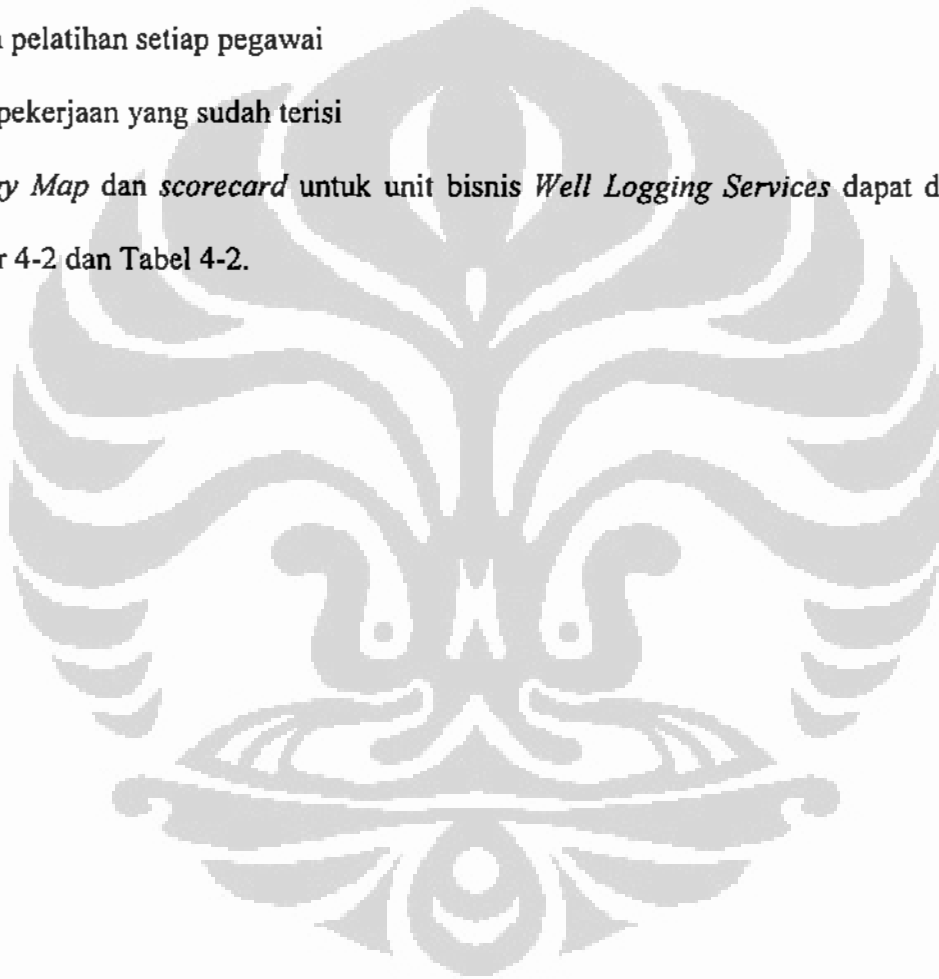 pelatihan setiap pegawai
pekerjaan yang sudah terisi
Map dan scorecard untuk unit bisnis Well Logging Services dapat
4-2 dan Tabel 4-2.